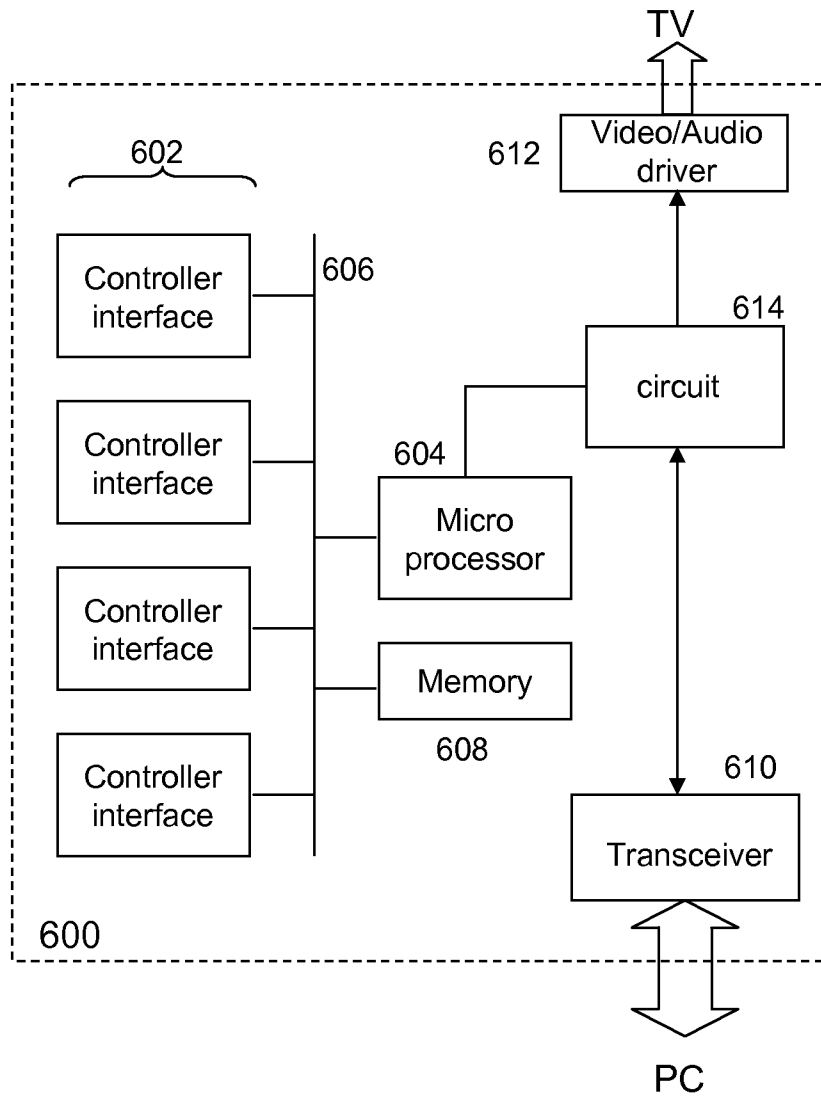 TV
Video/Audio
driver
612
602
Controller
interface
606
614
circuit
Controller
interface
604
Micro
processor
Controller
interface
Memory
608
610
Controller
interface
Transceiver
600
PC